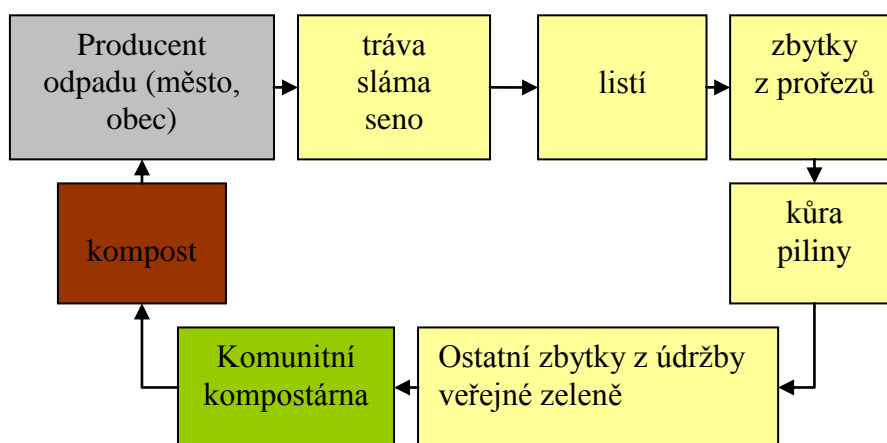 Producent
odpadu (město,
obec)
tráva
sláma
seno
listí
zbytky
z prořezů
kůra
piliny
Ostatní zbytky z údržby
veřejné zeleně
Komunitní
kompostárna
kompost